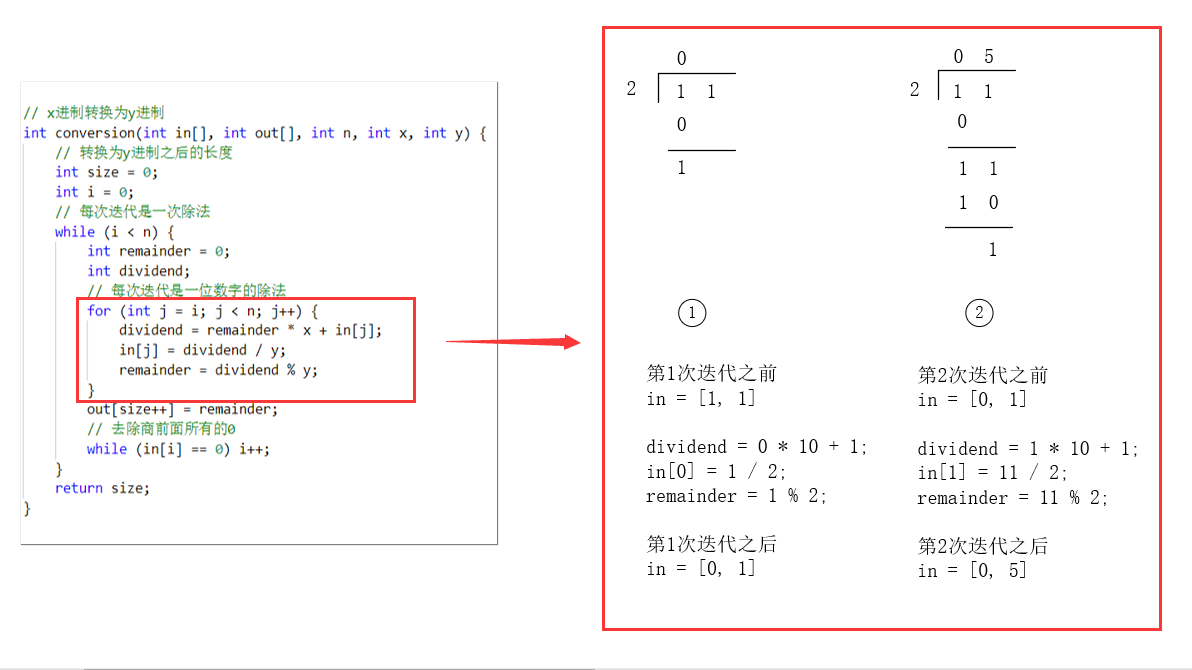 // x进制转换为y进制
int conversion(int in[], int out[], int n, int x, int y) {
    // 转换为y进制之后的长度
    int size = 0;
    int i = 0;
    // 每次迭代是一次除法
    while (i < n) {
        int remainder = 0;
        int dividend;
        // 每次迭代是一位数字的除法
        for (int j = i; j < n; j++) {
            dividend = remainder * x + in[j];
            in[j] = dividend / y;
            remainder = dividend % y;
        }
        out[size++] = remainder;
        // 去除商前面所有的0
        while (in[i] == 0) i++;
    }
    return size;
}
0
2 1 1
0
1
①
第1次迭代之前
in = [1, 1]
dividend = 0 * 10 + 1;
in[0] = 1 / 2;
remainder = 1 % 2;
第1次迭代之后
in = [0, 1]
0 5
2 1 1
0
1 1
1 0
1
②
第2次迭代之前
in = [0, 1]
dividend = 1 * 10 + 1;
in[1] = 11 / 2;
remainder = 11 % 2;
第2次迭代之后
in = [0, 5]